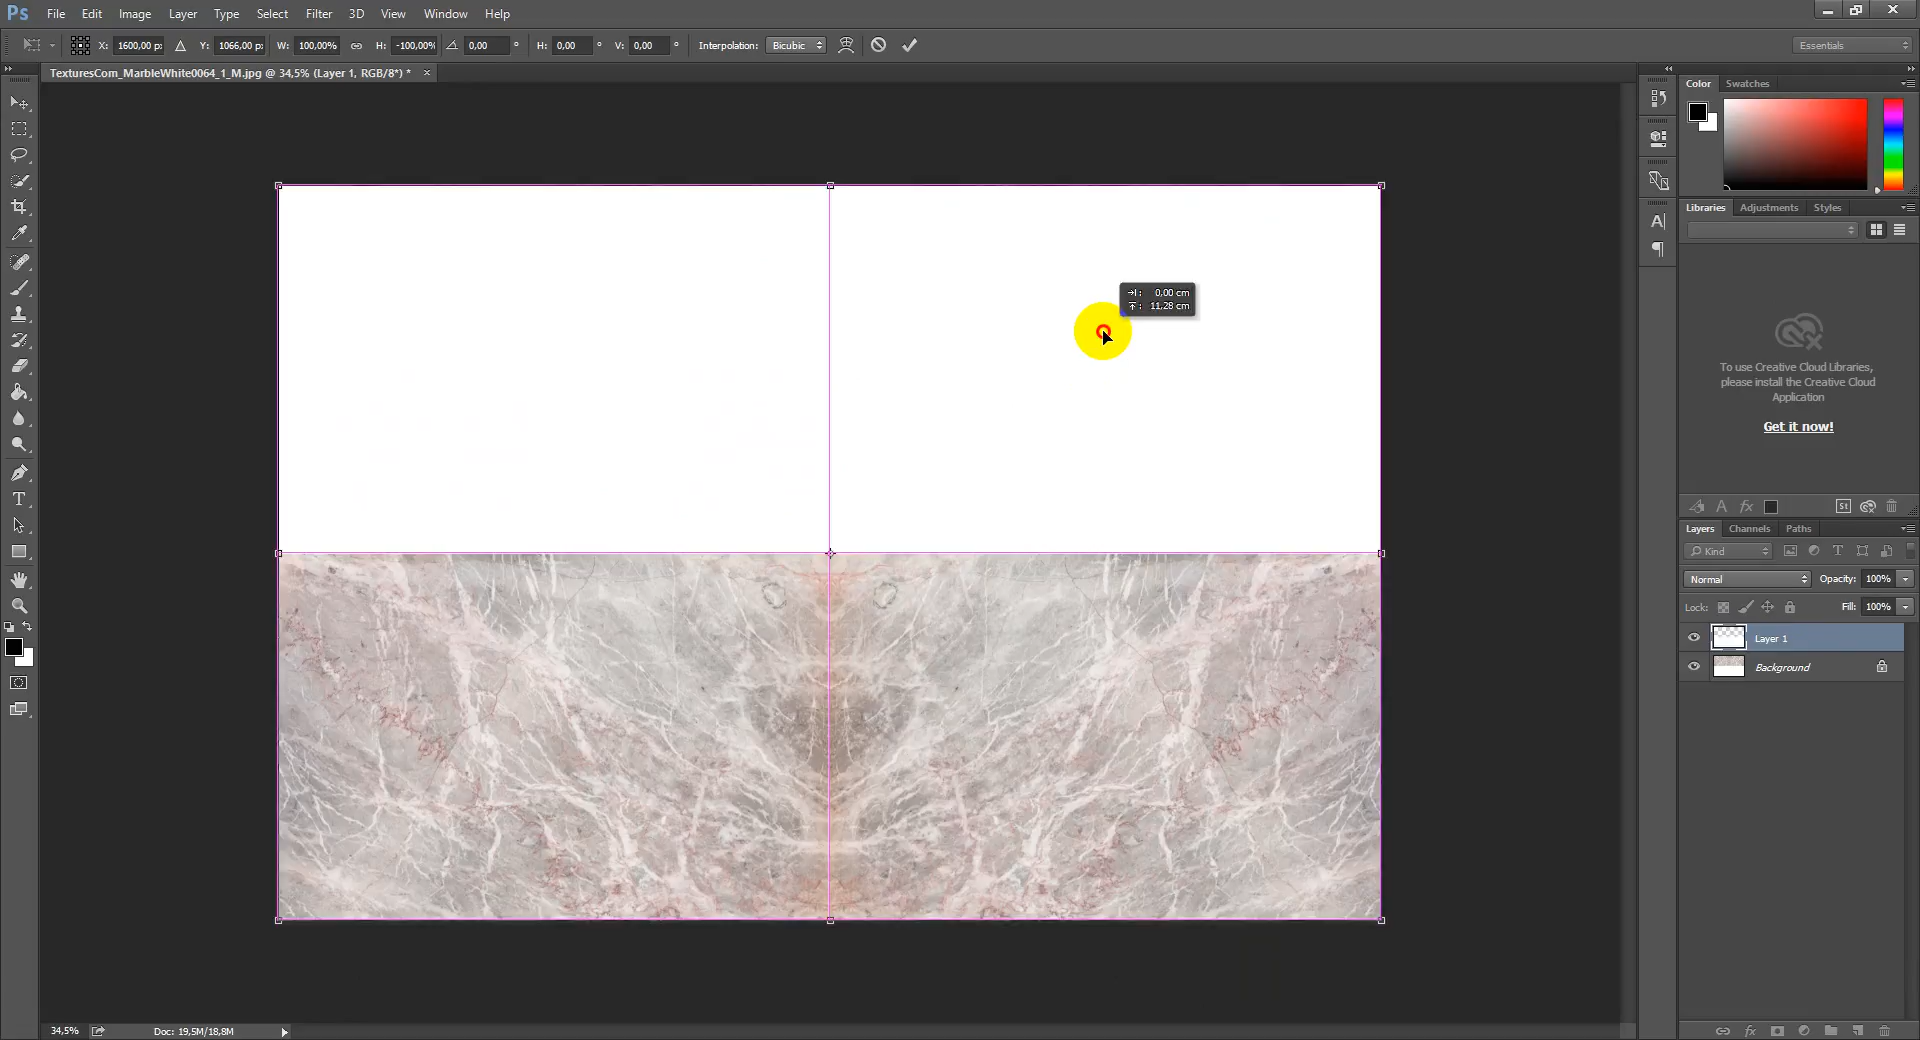 Ps File Edit Image Layer Type Select Filter 3D View Window Help
X: 1600,00 px Y: 1066,00 px W: 100,00% H: -100,00% 0,00 ° H: 0,00 ° V: 0,00 ° Interpolation: Bicubic Essentials
TexturesCom_MarbleWhite0064_1_M.jpg @ 34,5% (Layer 1, RGB/8*) * ×
Color Swatches
Libraries Adjustments Styles
0,00 cm
11,28 cm
To use Creative Cloud Libraries,
please install the Creative Cloud
Application
Get it now!
Layers Channels Paths
Kind
Normal Opacity: 100%
Lock: Fill: 100%
Layer 1
Background
34,5% Doc: 19,5M/18,8M